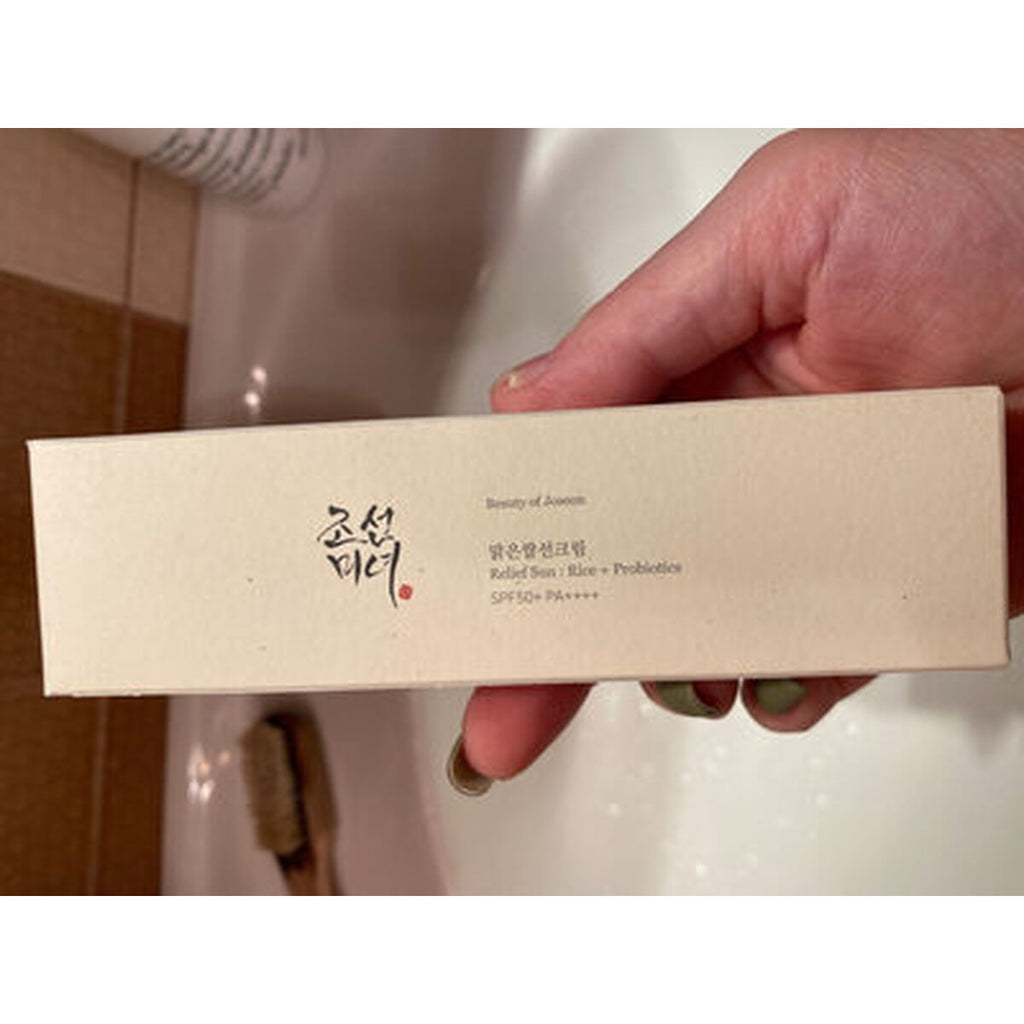 조선
미녀
Beauty of Joseon
맑은쌀선크림
Relief Sun : Rice + Probiotics
SPF50+ PA++++